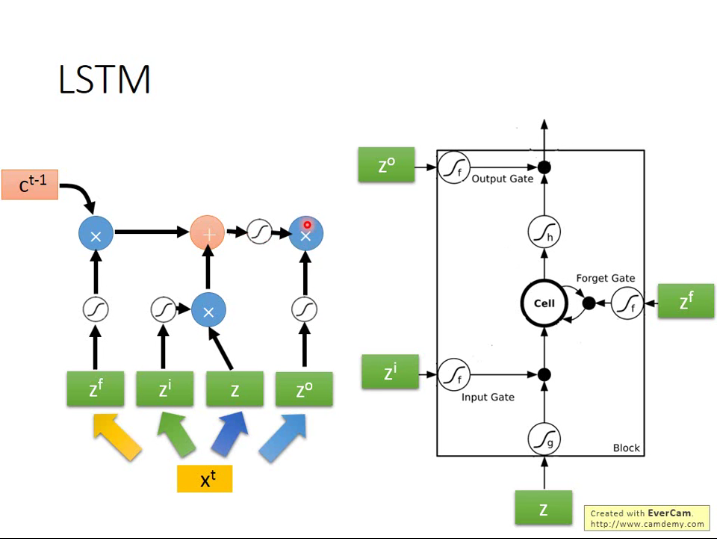 LSTM
c^t-1
×
+
×
×
z^f
z^i
z
z^o
x^t
z^o
f
Output Gate
h
Forget Gate
Cell
f
z^f
z^i
f
Input Gate
g
Block
z
Created with EverCam.
http://www.camdemy.com